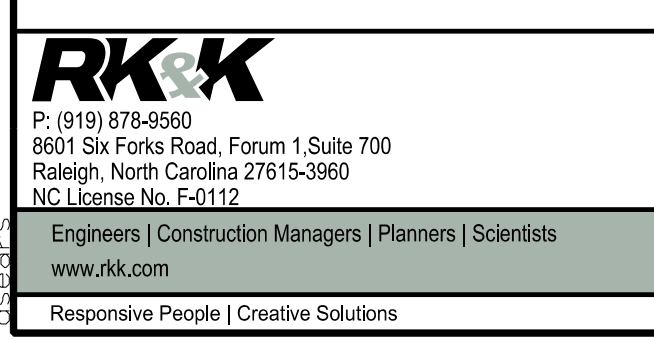 RK&K
P: (919) 878-9560
8601 Six Forks Road, Forum 1,Suite 700
Raleigh, North Carolina 27615-3960
NC License No. F-0112
Engineers | Construction Managers | Planners | Scientists
www.rkk.com
Responsive People | Creative Solutions